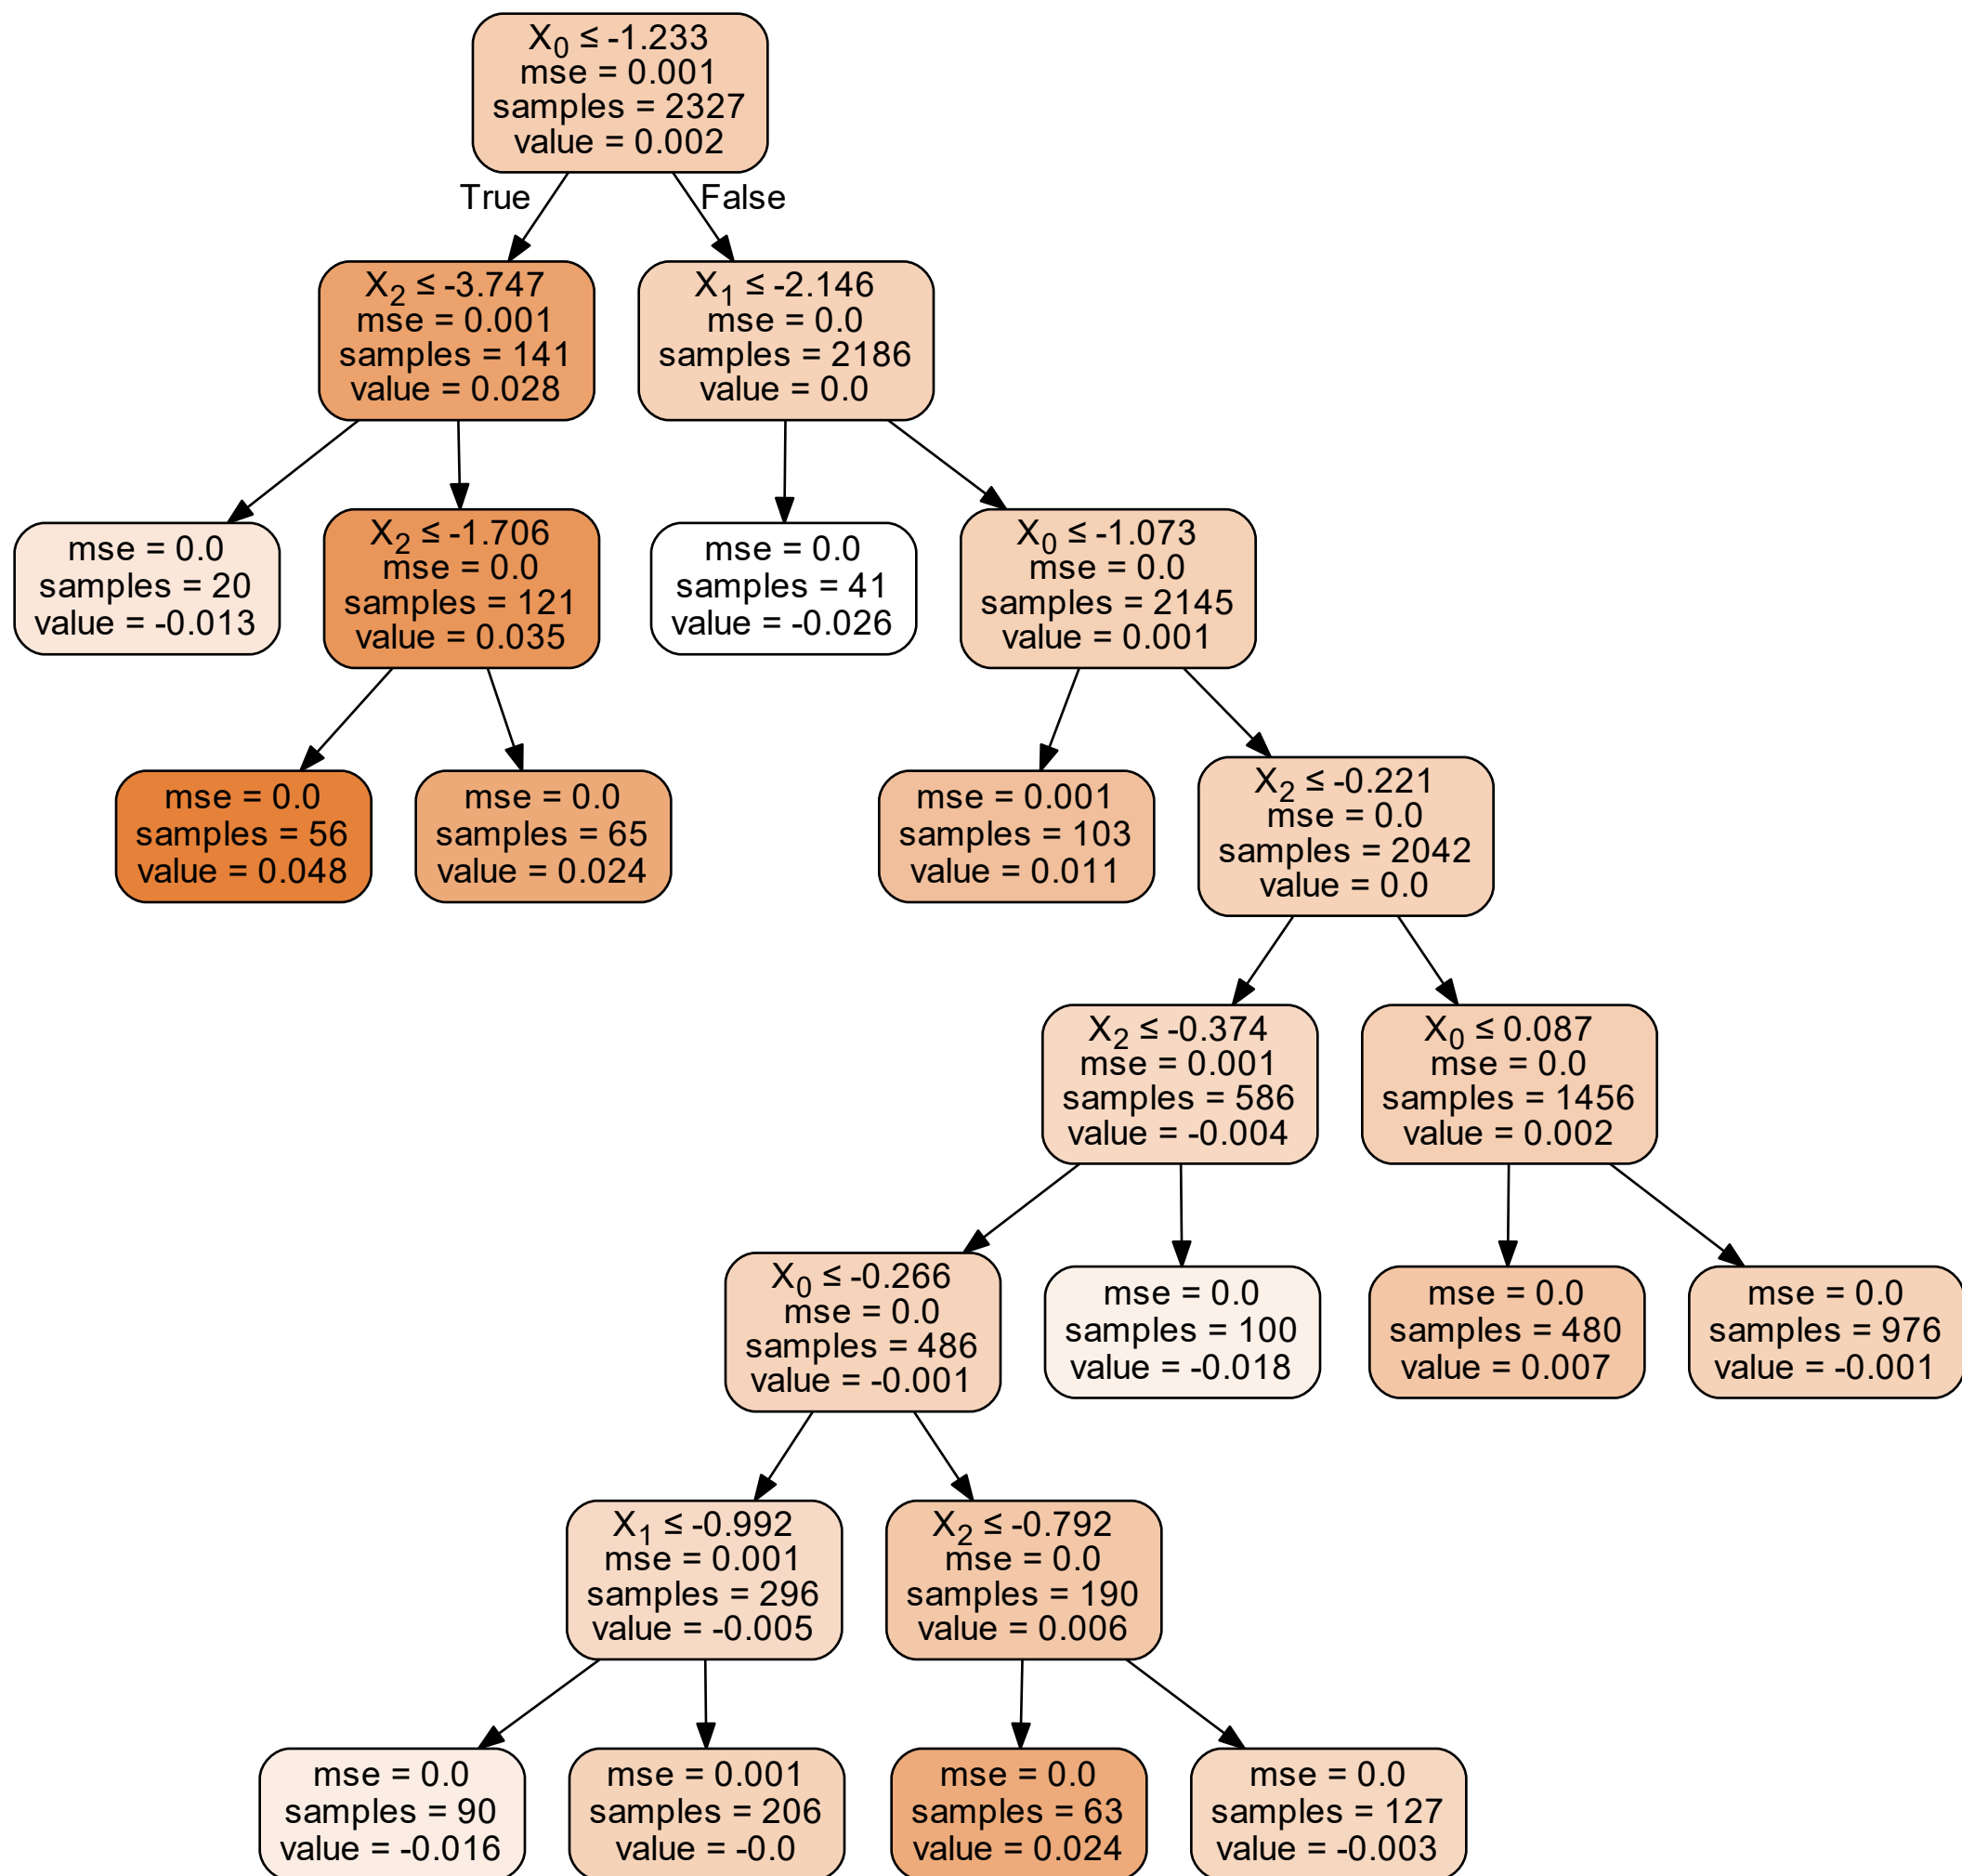 X0 ≤ -1.233
mse = 0.001
samples = 2327
value = 0.002
True
False
X2 ≤ -3.747
mse = 0.001
samples = 141
value = 0.028
X1 ≤ -2.146
mse = 0.0
samples = 2186
value = 0.0
mse = 0.0
samples = 20
value = -0.013
X2 ≤ -1.706
mse = 0.0
samples = 121
value = 0.035
mse = 0.0
samples = 41
value = -0.026
X0 ≤ -1.073
mse = 0.0
samples = 2145
value = 0.001
mse = 0.0
samples = 56
value = 0.048
mse = 0.0
samples = 65
value = 0.024
mse = 0.001
samples = 103
value = 0.011
X2 ≤ -0.221
mse = 0.0
samples = 2042
value = 0.0
X2 ≤ -0.374
mse = 0.001
samples = 586
value = -0.004
X0 ≤ 0.087
mse = 0.0
samples = 1456
value = 0.002
X0 ≤ -0.266
mse = 0.0
samples = 486
value = -0.001
mse = 0.0
samples = 100
value = -0.018
mse = 0.0
samples = 480
value = 0.007
mse = 0.0
samples = 976
value = -0.001
X1 ≤ -0.992
mse = 0.001
samples = 296
value = -0.005
X2 ≤ -0.792
mse = 0.0
samples = 190
value = 0.006
mse = 0.0
samples = 90
value = -0.016
mse = 0.001
samples = 206
value = -0.0
mse = 0.0
samples = 63
value = 0.024
mse = 0.0
samples = 127
value = -0.003